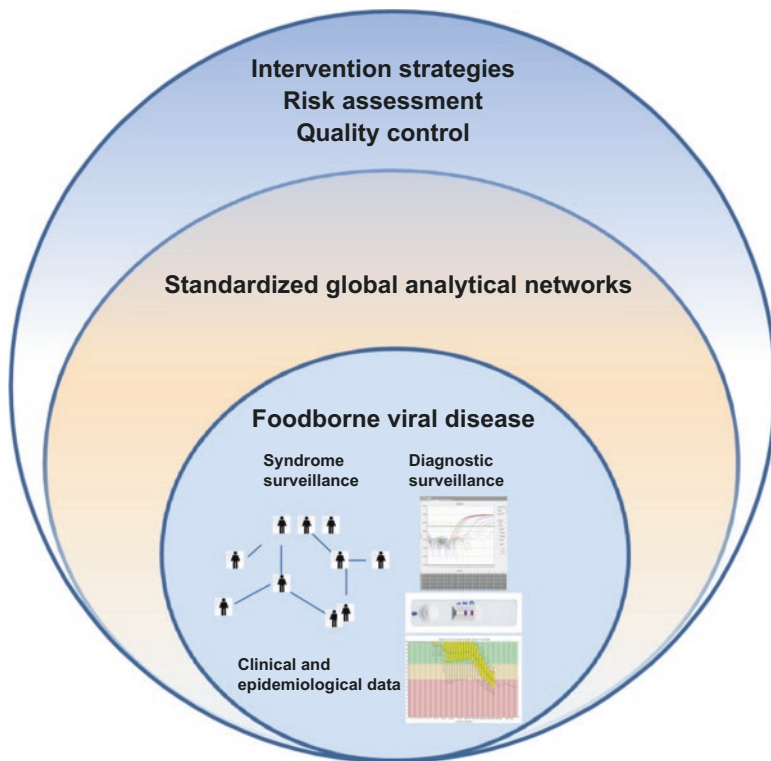 Intervention strategies
Risk assessment
Quality control
Standardized global analytical networks
Foodborne viral disease
Syndrome
surveillance
Diagnostic
surveillance
Clinical and
epidemiological data